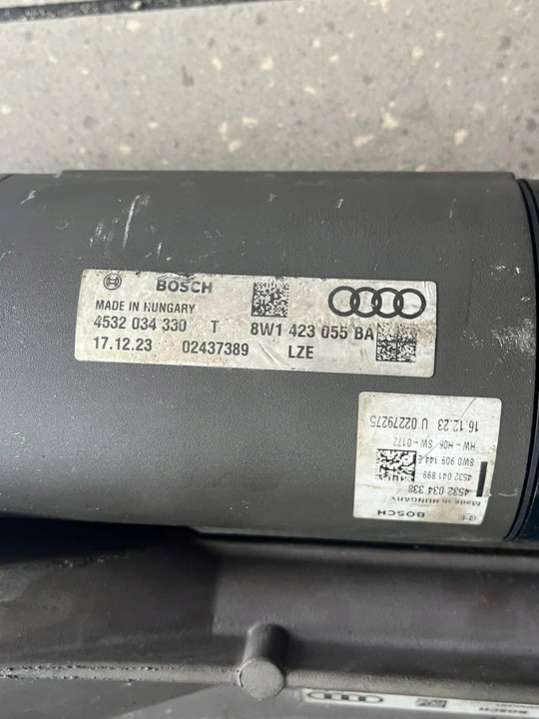 BOSCH
MADE IN HUNGARY
4532 034 330 T 8W1 423 055 BA
17.12.23 02437389 LZE
BOSCH
Made in HUNGARY
4532 034 338
4532 041 899
8W0 909 144 E
HW-H06 SW-0172
16.12.23 U 02279275
BOSCH